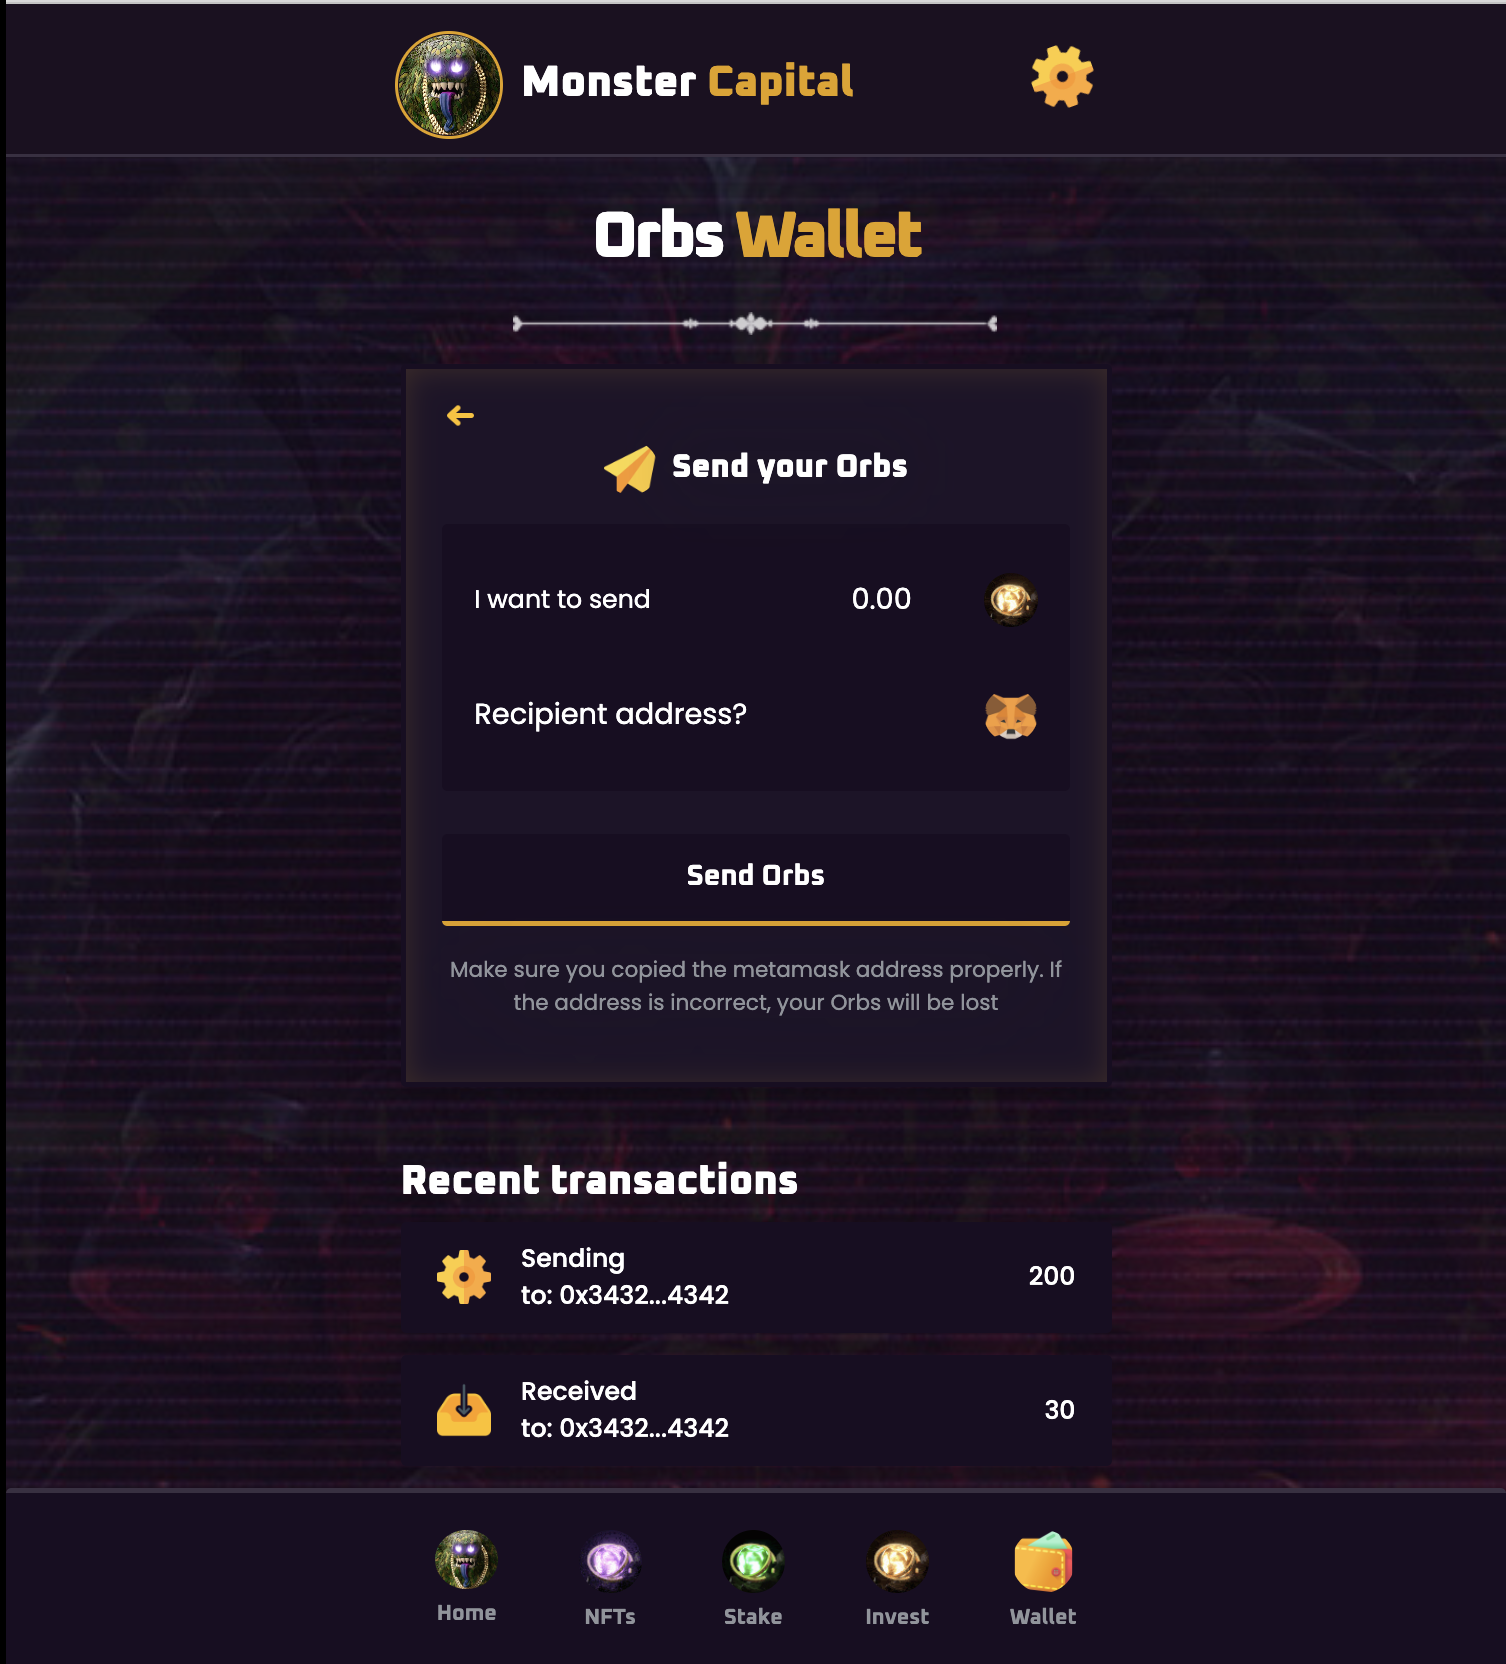 Monster Capital
Orbs Wallet
Send your Orbs
I want to send 0.00
Recipient address?
Send Orbs
Make sure you copied the metamask address properly. If
the address is incorrect, your Orbs will be lost
Recent transactions
Sending
to: 0x3432...4342
200
Received
to: 0x3432...4342
30
Home NFTs Stake Invest Wallet